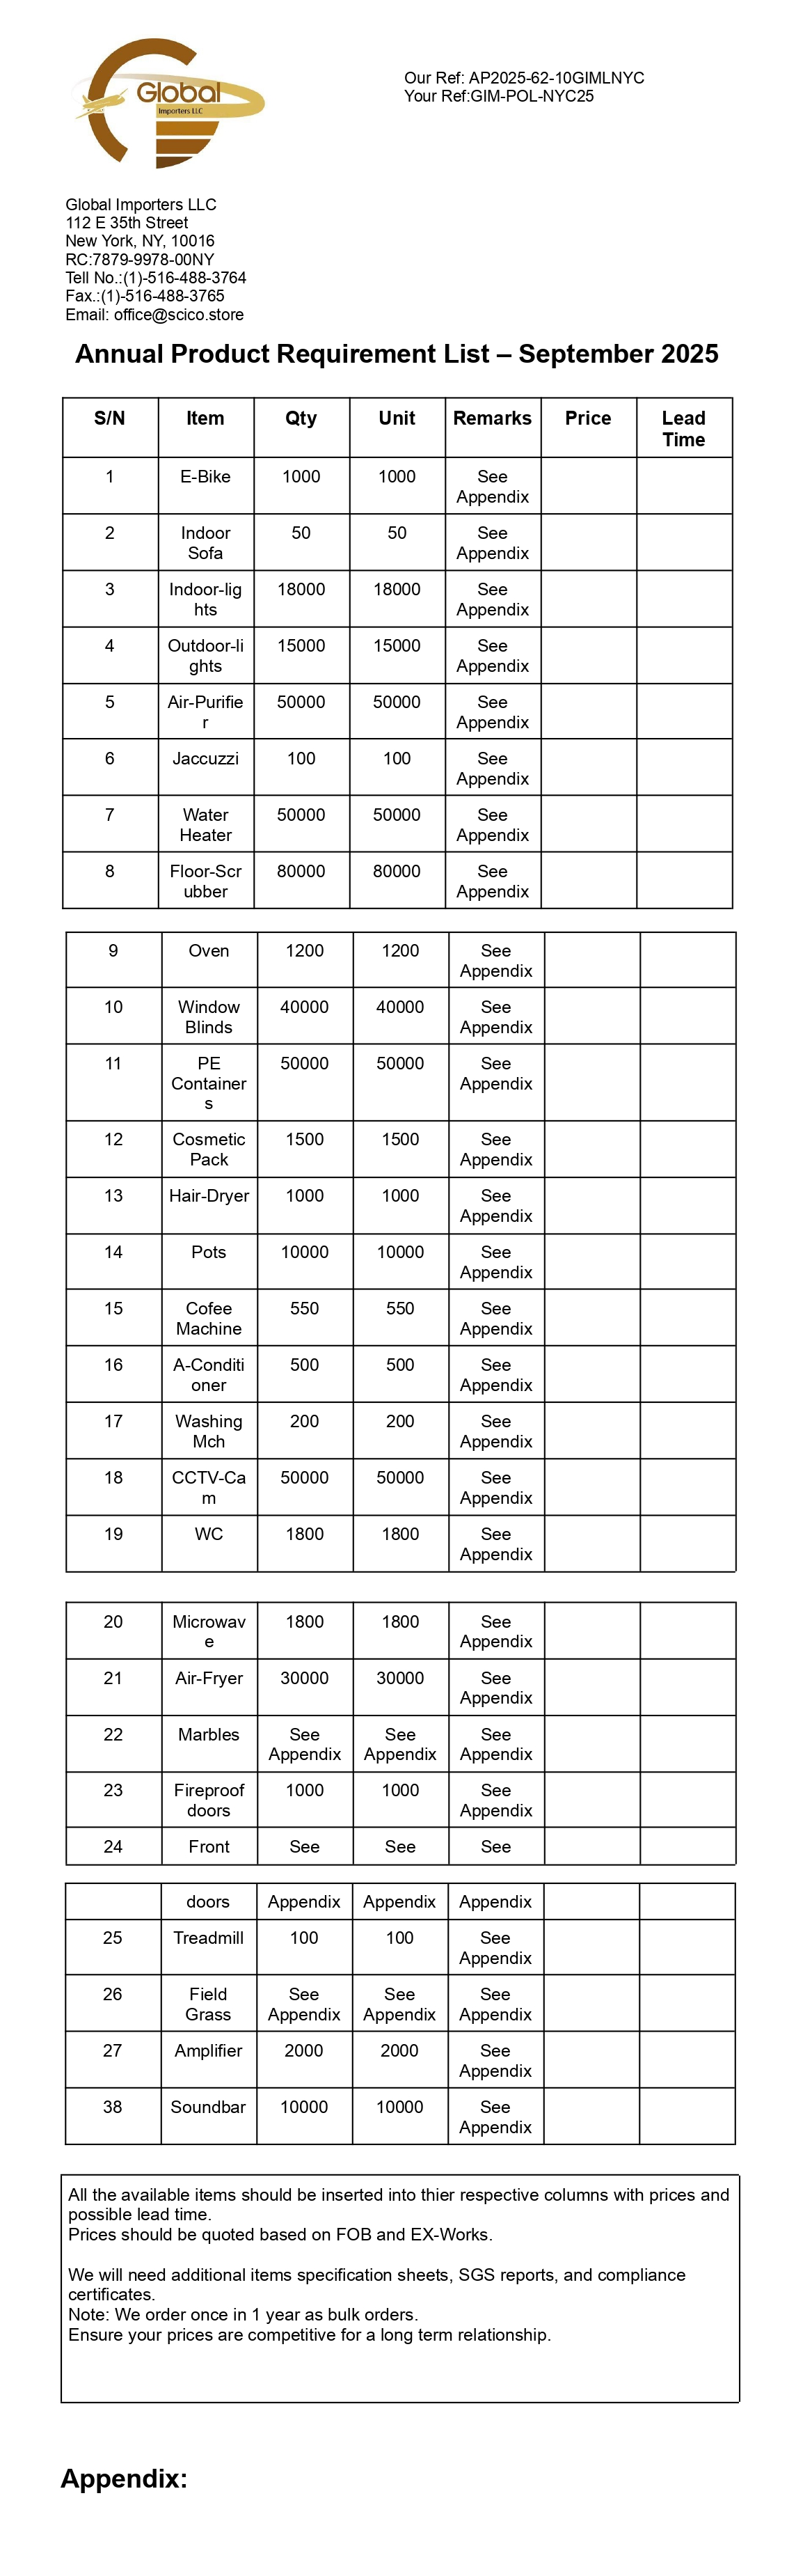 Global
Importers LLC
Our Ref: AP2025-62-10GIMLNYC
Your Ref:GIM-POL-NYC25
Global Importers LLC
112 E 35th Street
New York, NY, 10016
RC:7879-9978-00NY
Tell No.:(1)-516-488-3764
Fax.:(1)-516-488-3765
Email: office@scico.store
Annual Product Requirement List – September 2025
S/N Item Qty Unit Remarks Price Lead
Time
1 E-Bike 1000 1000 See
Appendix
2 Indoor 50 50 See
Sofa Appendix
3 Indoor-lig 18000 18000 See
hts Appendix
4 Outdoor-li 15000 15000 See
ghts Appendix
5 Air-Purifie 50000 50000 See
r Appendix
6 Jaccuzzi 100 100 See
Appendix
7 Water 50000 50000 See
Heater Appendix
8 Floor-Scr 80000 80000 See
ubber Appendix
9 Oven 1200 1200 See
Appendix
10 Window 40000 40000 See
Blinds Appendix
11 PE 50000 50000 See
Container Appendix
s
12 Cosmetic 1500 1500 See
Pack Appendix
13 Hair-Dryer 1000 1000 See
Appendix
14 Pots 10000 10000 See
Appendix
15 Cofee 550 550 See
Machine Appendix
16 A-Conditi 500 500 See
oner Appendix
17 Washing 200 200 See
Mch Appendix
18 CCTV-Ca 50000 50000 See
m Appendix
19 WC 1800 1800 See
Appendix
20 Microwav 1800 1800 See
e Appendix
21 Air-Fryer 30000 30000 See
Appendix
22 Marbles See See See
Appendix Appendix Appendix
23 Fireproof 1000 1000 See
doors Appendix
24 Front See See See
doors Appendix Appendix Appendix
25 Treadmill 100 100 See
Appendix
26 Field See See See
Grass Appendix Appendix Appendix
27 Amplifier 2000 2000 See
Appendix
38 Soundbar 10000 10000 See
Appendix
All the available items should be inserted into thier respective columns with prices and
possible lead time.
Prices should be quoted based on FOB and EX-Works.
We will need additional items specification sheets, SGS reports, and compliance
certificates.
Note: We order once in 1 year as bulk orders.
Ensure your prices are competitive for a long term relationship.
Appendix: